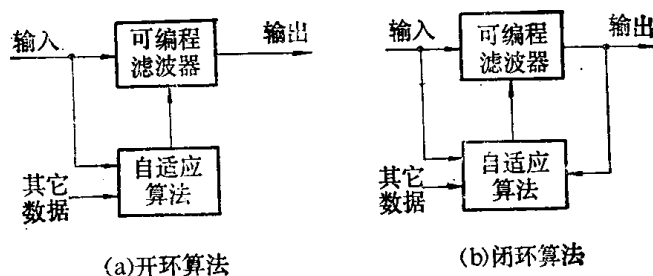 输入
可编程
滤波器
输出
其它
数据
自适应
算法
(a)开环算法
输入
可编程
滤波器
输出
其它
数据
自适应
算法
(b)闭环算法